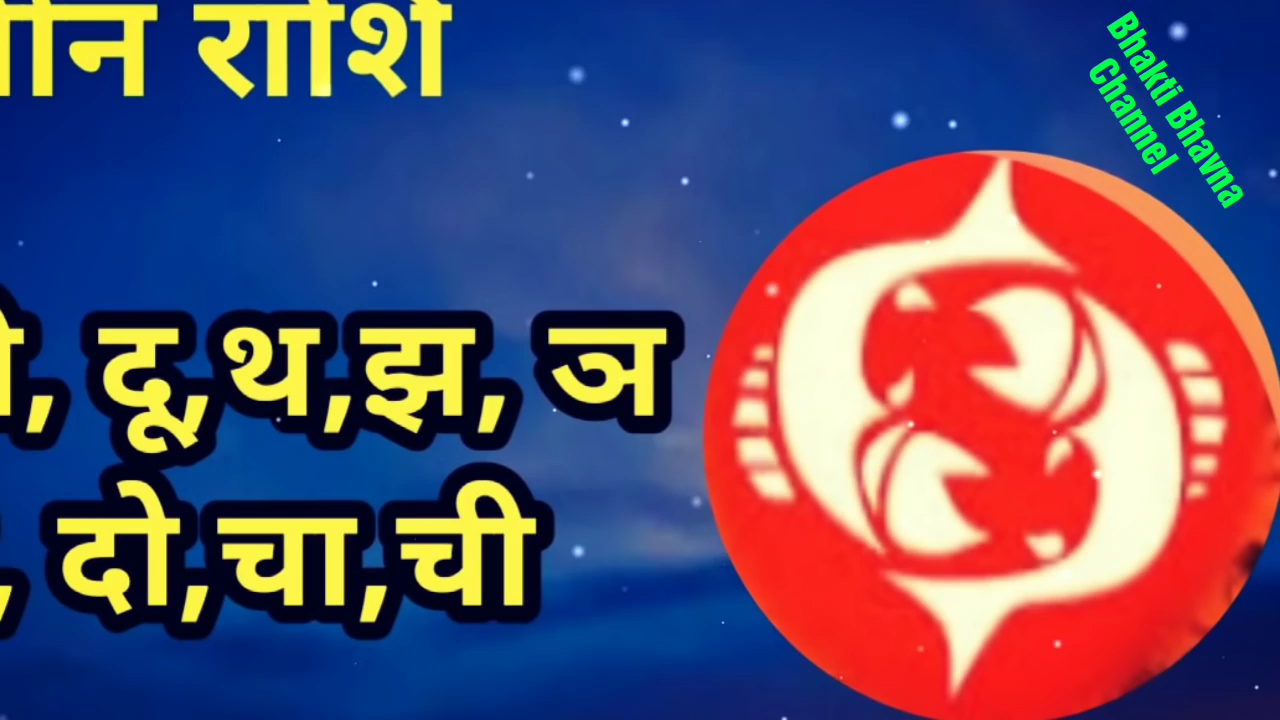 राशि
दू,थ,झ, ञ
दो,चा,ची
Bhakti Bhavna
Channel